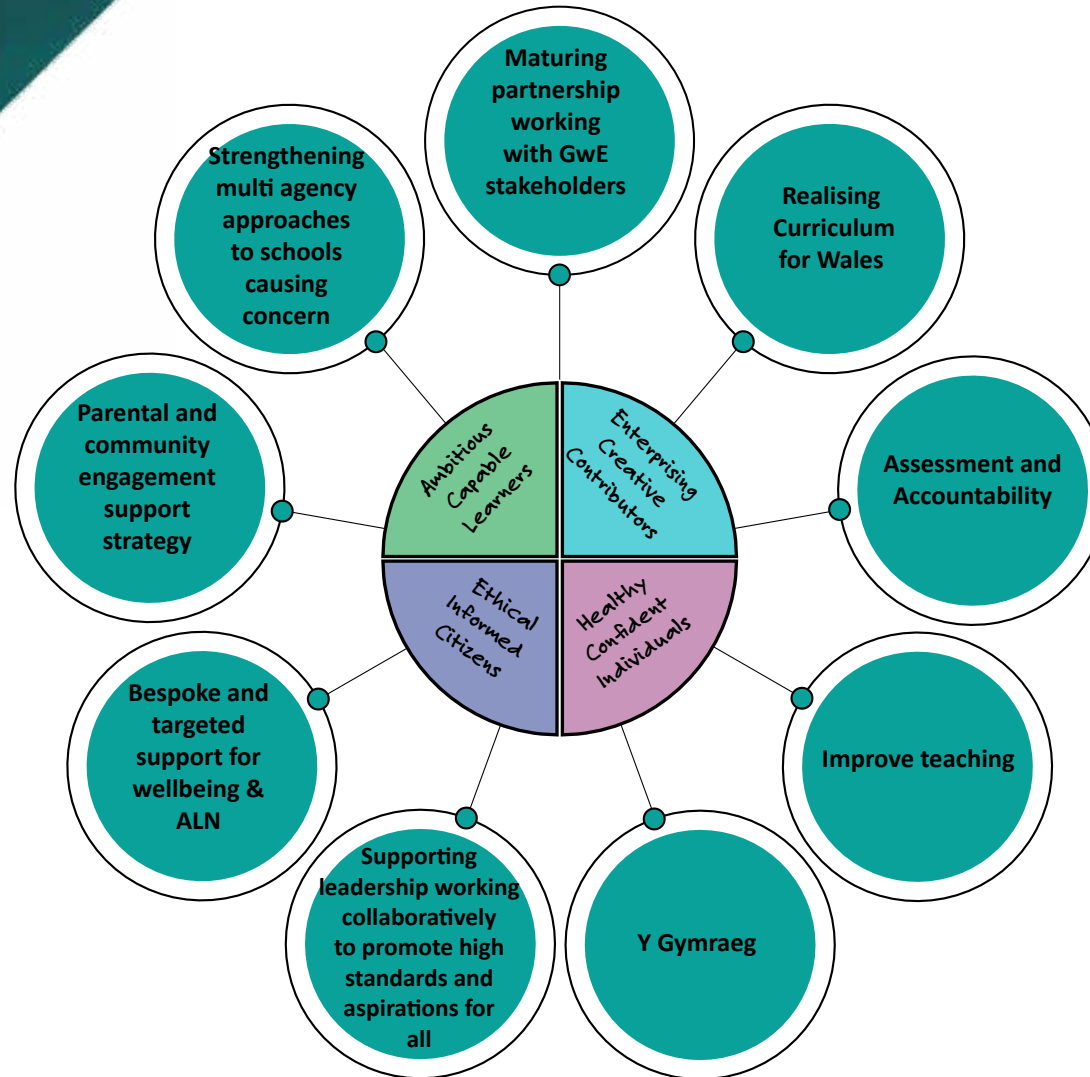 Maturing
partnership
working
with GwE
stakeholders
Realising
Curriculum
for Wales
Assessment and
Accountability
Improve teaching
Y Gymraeg
Supporting
leadership working
collaboratively
to promote high
standards and
aspirations for
all
Bespoke and
targeted
support for
wellbeing &
ALN
Parental and
community
engagement
support
strategy
Strengthening
multi agency
approaches
to schools
causing
concern
Ambitious
Capable
Learners
Enterprising
Creative
Contributors
Ethical
Informed
Citizens
Healthy
Confident
Individuals